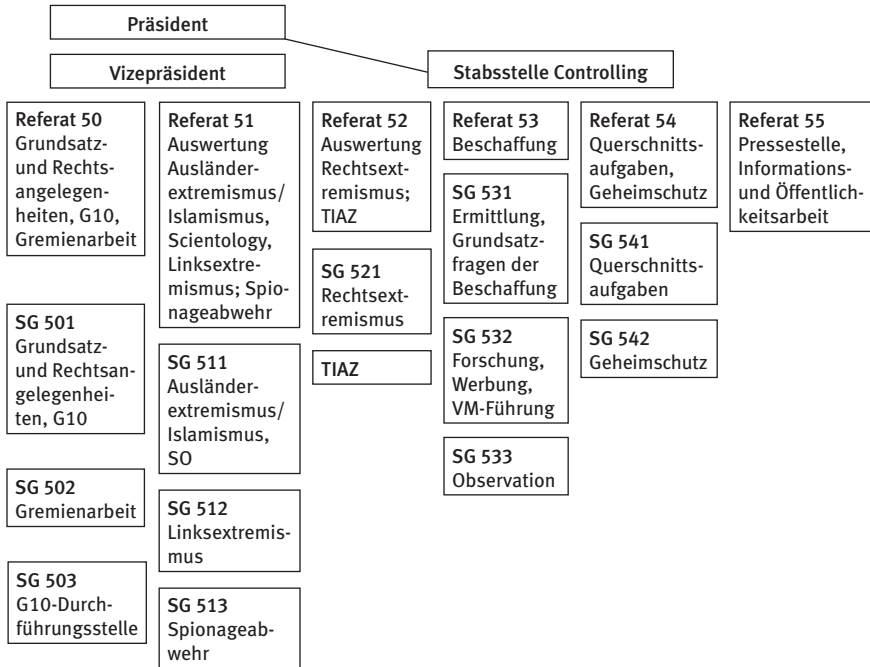 Präsident
Vizepräsident
Stabsstelle Controlling
Referat 50
Grundsatz-
und Rechts-
angelegen-
heiten, G10,
Gremienarbeit
SG 501
Grundsatz-
und Rechtsan-
gelegenhei-
ten, G10
SG 502
Gremienarbeit
SG 503
G10-Durch-
führungsstelle
Referat 51
Auswertung
Ausländer-
extremismus/
Islamismus,
Scientology,
Linksextre-
mismus; Spio-
nageabwehr
SG 511
Ausländer-
extremismus/
Islamismus,
SO
SG 512
Linksextremis-
mus
SG 513
Spionageab-
wehr
Referat 52
Auswertung
Rechtsext-
remismus;
TIAZ
SG 521
Rechtsext-
remismus
TIAZ
Referat 53
Beschaffung
SG 531
Ermittlung,
Grundsatz-
fragen der
Beschaffung
SG 532
Forschung,
Werbung,
VM-Führung
SG 533
Observation
Referat 54
Querschnitts-
aufgaben,
Geheimschutz
SG 541
Querschnitts-
aufgaben
SG 542
Geheimschutz
Referat 55
Pressestelle,
Informations-
und Öffentlich-
keitsarbeit